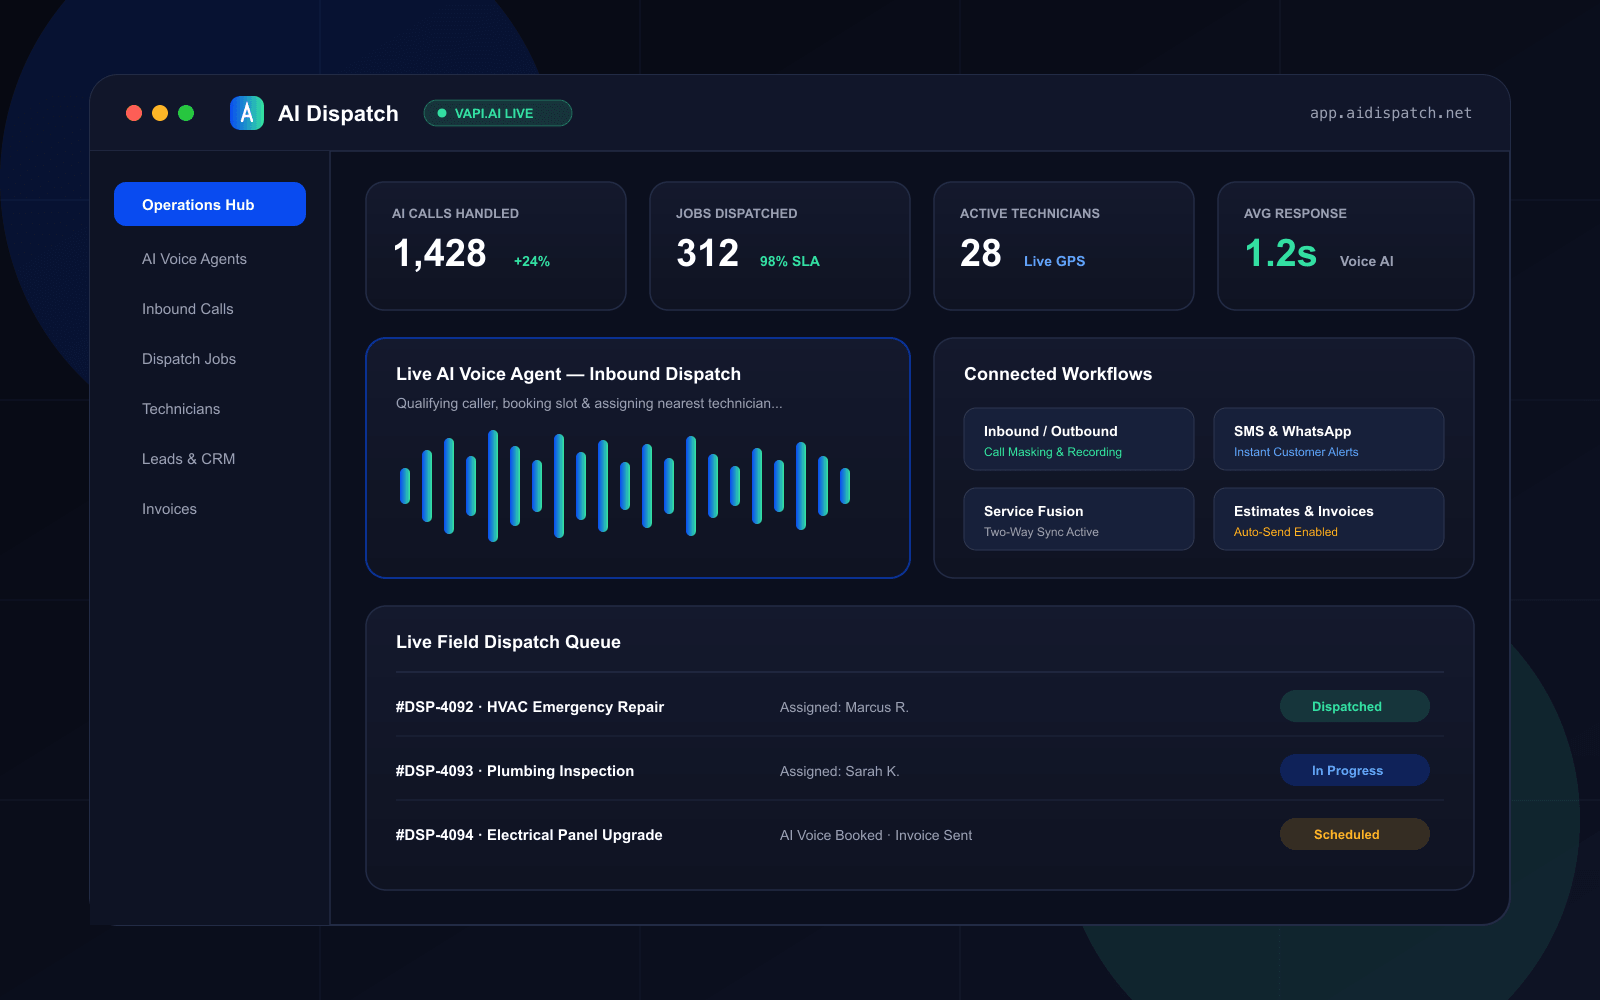 AI Dispatch
VAPI.AI LIVE
app.aidispatch.net
Operations Hub
AI Voice Agents
Inbound Calls
Dispatch Jobs
Technicians
Leads & CRM
Invoices
AI CALLS HANDLED
1,428 +24%
JOBS DISPATCHED
312 98% SLA
ACTIVE TECHNICIANS
28 Live GPS
AVG RESPONSE
1.2s Voice AI
Live AI Voice Agent — Inbound Dispatch
Qualifying caller, booking slot & assigning nearest technician...
Connected Workflows
Inbound / Outbound
Call Masking & Recording
SMS & WhatsApp
Instant Customer Alerts
Service Fusion
Two-Way Sync Active
Estimates & Invoices
Auto-Send Enabled
Live Field Dispatch Queue
#DSP-4092 · HVAC Emergency Repair Assigned: Marcus R. Dispatched
#DSP-4093 · Plumbing Inspection Assigned: Sarah K. In Progress
#DSP-4094 · Electrical Panel Upgrade AI Voice Booked · Invoice Sent Scheduled